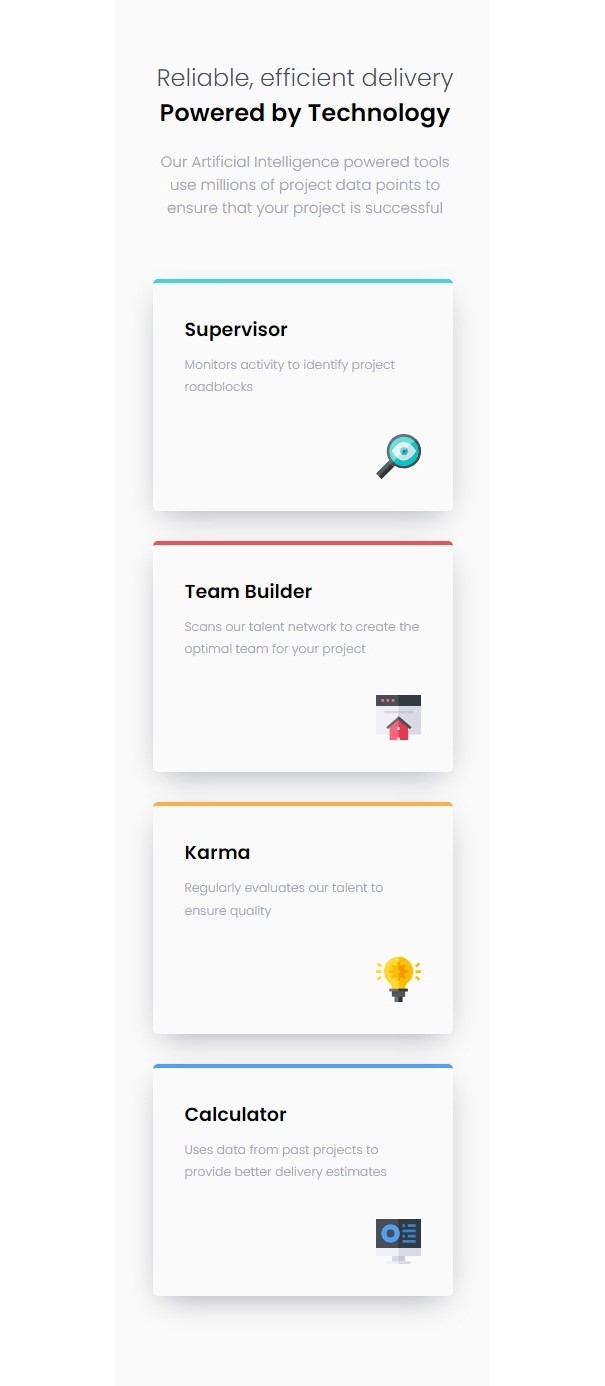 Reliable, efficient delivery
Powered by Technology
Our Artificial Intelligence powered tools
use millions of project data points to
ensure that your project is successful
Supervisor
Monitors activity to identify project
roadblocks
Team Builder
Scans our talent network to create the
optimal team for your project
Karma
Regularly evaluates our talent to
ensure quality
Calculator
Uses data from past projects to
provide better delivery estimates